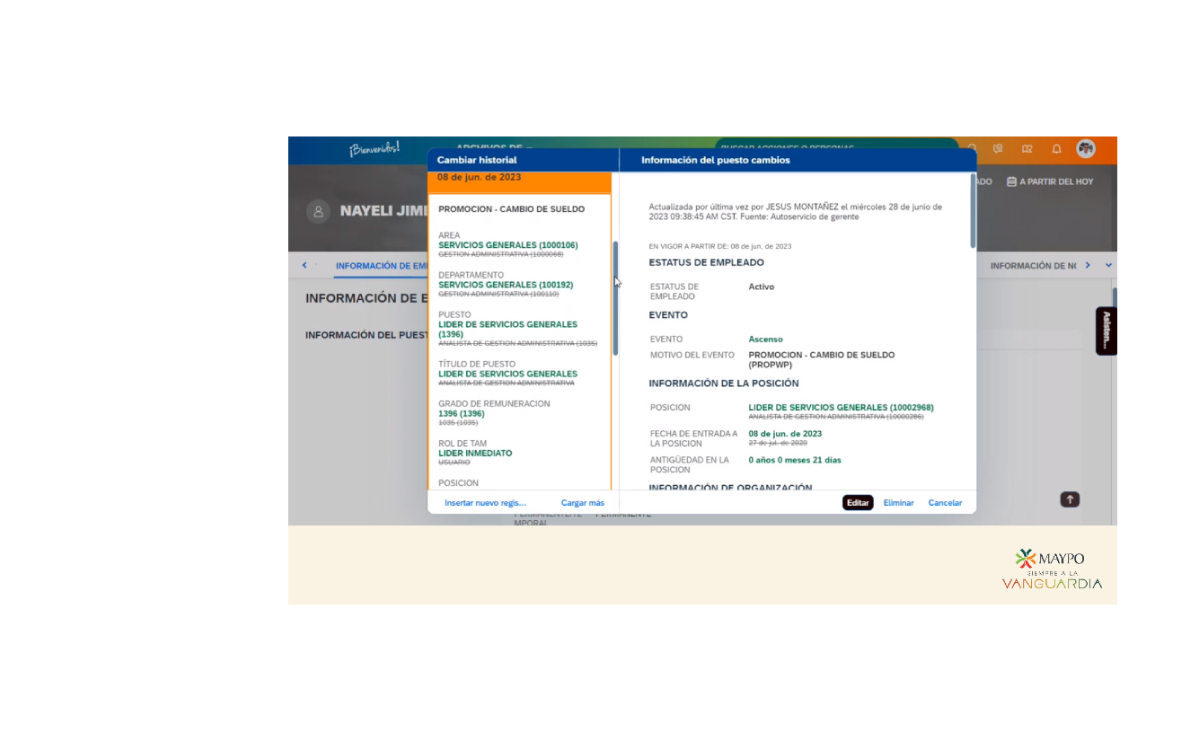 ¡Bienvenidos!
ARCHIVOS DE
BUSCAR ACCIONES O PERSONAS
A PARTIR DEL HOY
NAYELI JIM
INFORMACIÓN DE EM
INFORMACIÓN DE NO
INFORMACIÓN DE E
INFORMACIÓN DEL PUEST
Asisten...
Cambiar historial
08 de jun. de 2023
PROMOCION - CAMBIO DE SUELDO
AREA
SERVICIOS GENERALES (1000106)
GESTION ADMINISTRATIVA (1000068)
DEPARTAMENTO
SERVICIOS GENERALES (100192)
GESTION ADMINISTRATIVA (100110)
PUESTO
LIDER DE SERVICIOS GENERALES
(1396)
ANALISTA DE GESTION ADMINISTRATIVA (1035)
TÍTULO DE PUESTO
LIDER DE SERVICIOS GENERALES
ANALISTA DE GESTION ADMINISTRATIVA
GRADO DE REMUNERACION
1396 (1396)
1035 (1035)
ROL DE TAM
LIDER INMEDIATO
USUARIO
POSICION
Insertar nuevo regis... Cargar más
Información del puesto cambios
Actualizada por última vez por JESUS MONTAÑEZ el miércoles 28 de junio de
2023 09:38:45 AM CST. Fuente: Autoservicio de gerente
EN VIGOR A PARTIR DE: 08 de jun. de 2023
ESTATUS DE EMPLEADO
ESTATUS DE
EMPLEADO
Activo
EVENTO
EVENTO Ascenso
MOTIVO DEL EVENTO PROMOCION - CAMBIO DE SUELDO
(PROPWP)
INFORMACIÓN DE LA POSICIÓN
POSICION LIDER DE SERVICIOS GENERALES (10002968)
ANALISTA DE GESTION ADMINISTRATIVA (10000286)
FECHA DE ENTRADA A
LA POSICION
08 de jun. de 2023
27 de jul. de 2020
ANTIGÜEDAD EN LA
POSICION
0 años 0 meses 21 días
INFORMACIÓN DE ORGANIZACIÓN
Editar Eliminar Cancelar
MPORAL
MAYPO
SIEMPRE A LA
VANGUARDIA